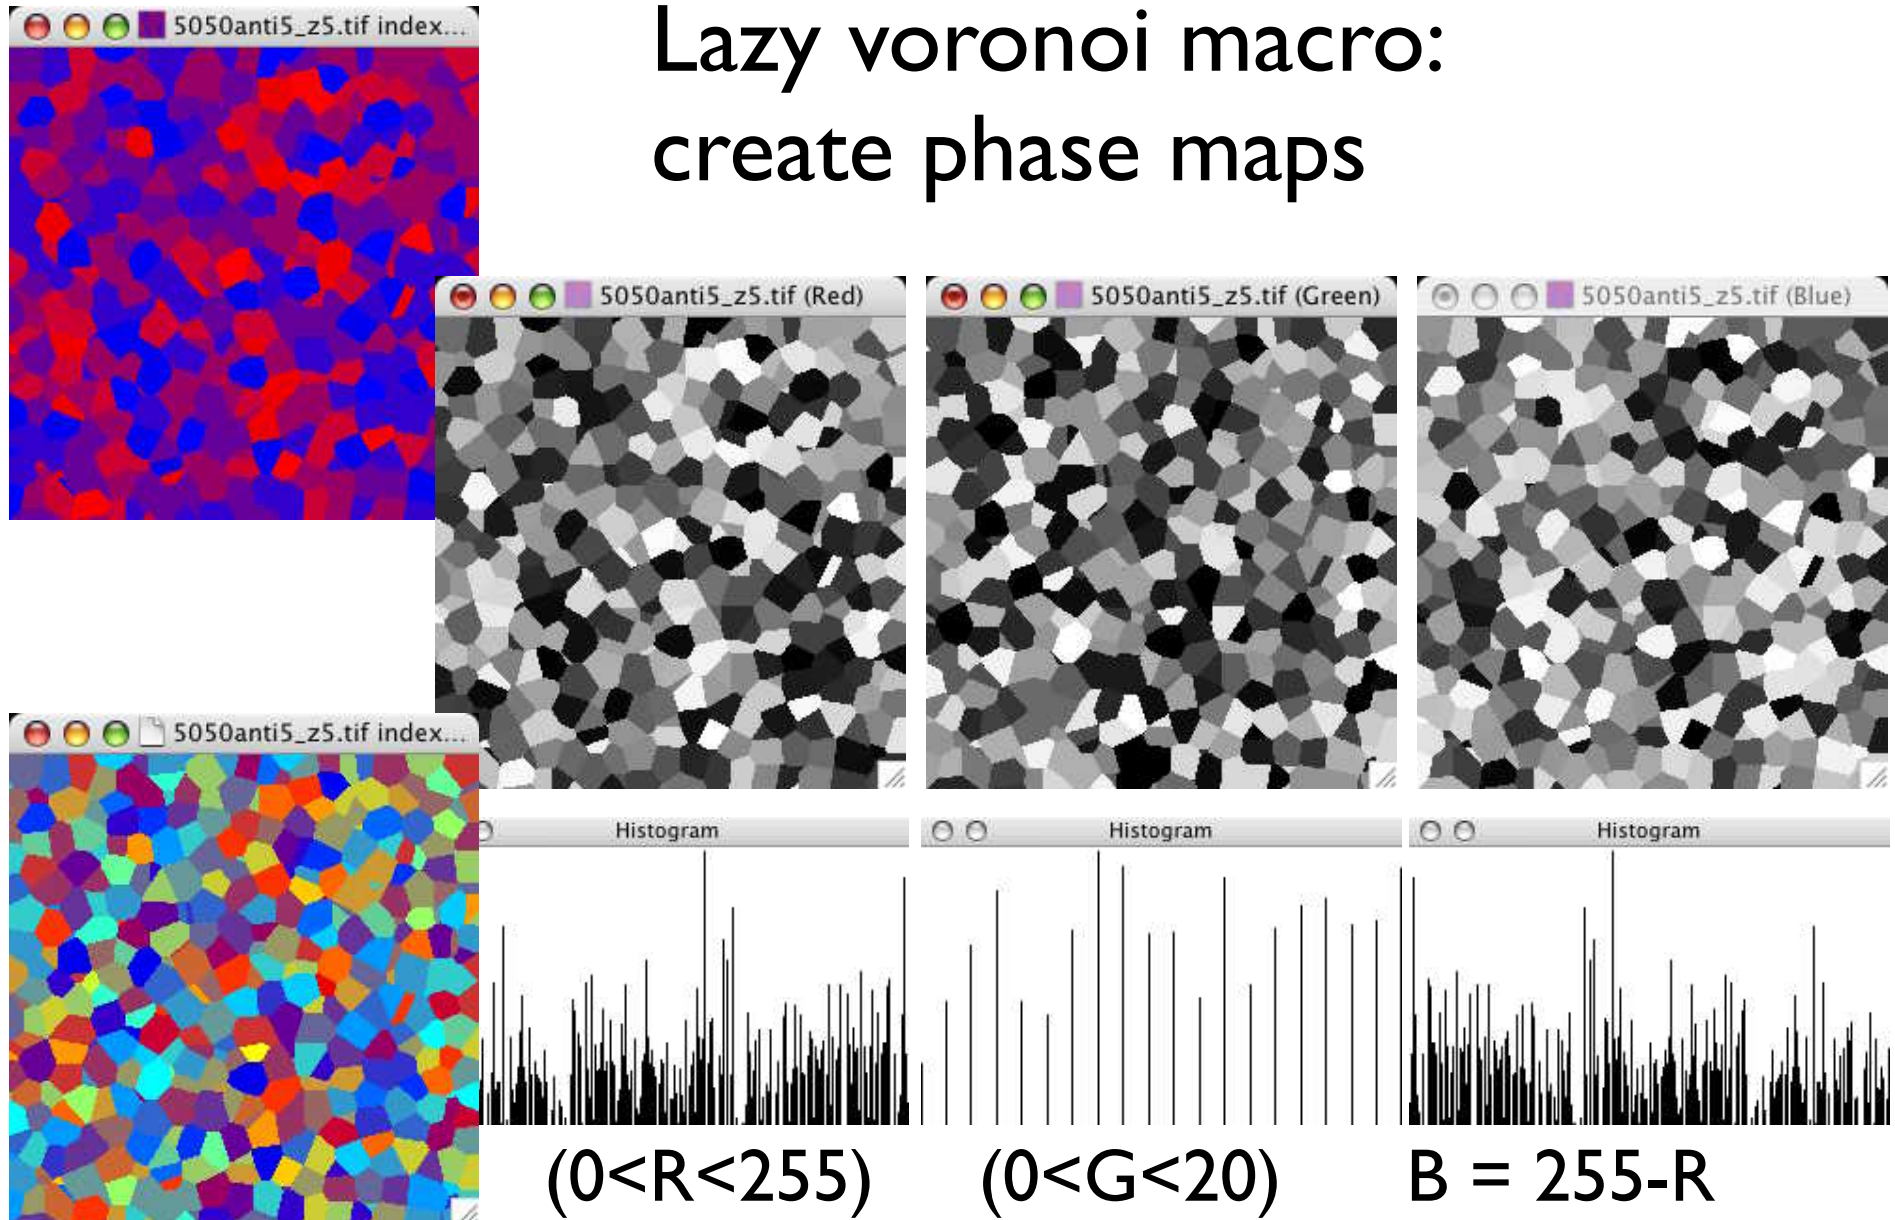 5050anti5_z5.tif index...
Lazy voronoi macro:
create phase maps
5050anti5_z5.tif (Red)
5050anti5_z5.tif (Green)
5050anti5_z5.tif (Blue)
5050anti5_z5.tif index...
Histogram
Histogram
Histogram
(0<R<255)
(0<G<20)
B = 255-R